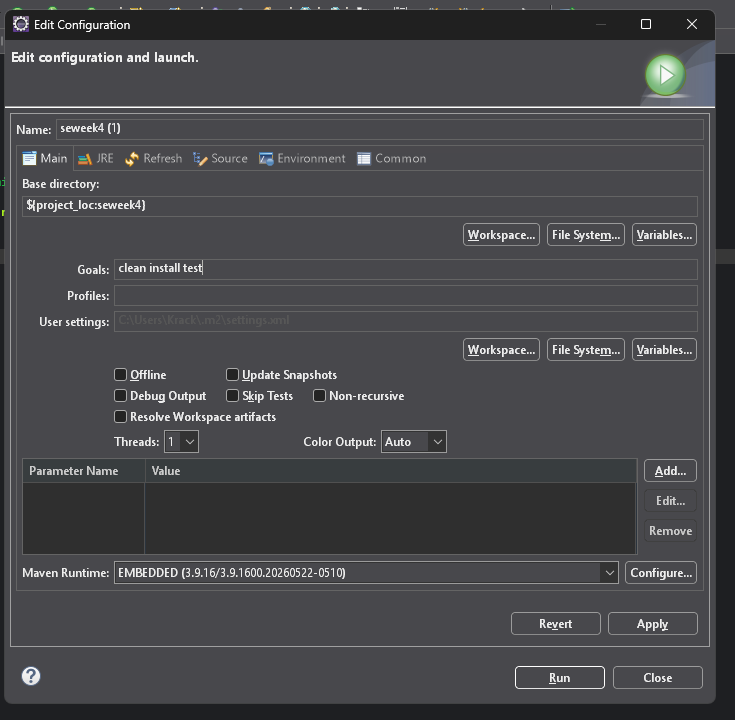 Edit Configuration
Edit configuration and launch.
Name: seweek4 (1)
Main JRE Refresh Source Environment Common
Base directory:
${project_loc:seweek4}
Workspace... File System... Variables...
Goals: clean install test
Profiles:
User settings: C:\Users\Krack\.m2\settings.xml
Workspace... File System... Variables...
Offline Update Snapshots
Debug Output Skip Tests Non-recursive
Resolve Workspace artifacts
Threads: 1 Color Output: Auto
Parameter Name Value Add...
Edit...
Remove
Maven Runtime: EMBEDDED (3.9.16/3.9.1600.20260522-0510) Configure...
Revert Apply
? Run Close